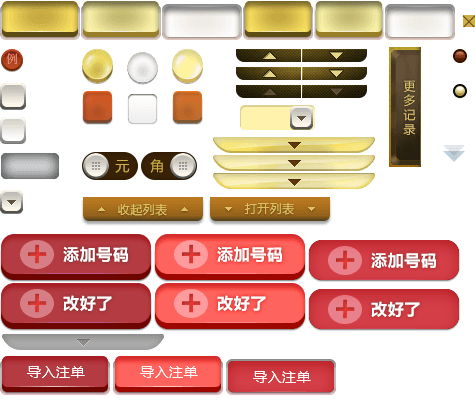 例
更多记录
元
角
收起列表
打开列表
添加号码
添加号码
添加号码
改好了
改好了
改好了
导入注单
导入注单
导入注单